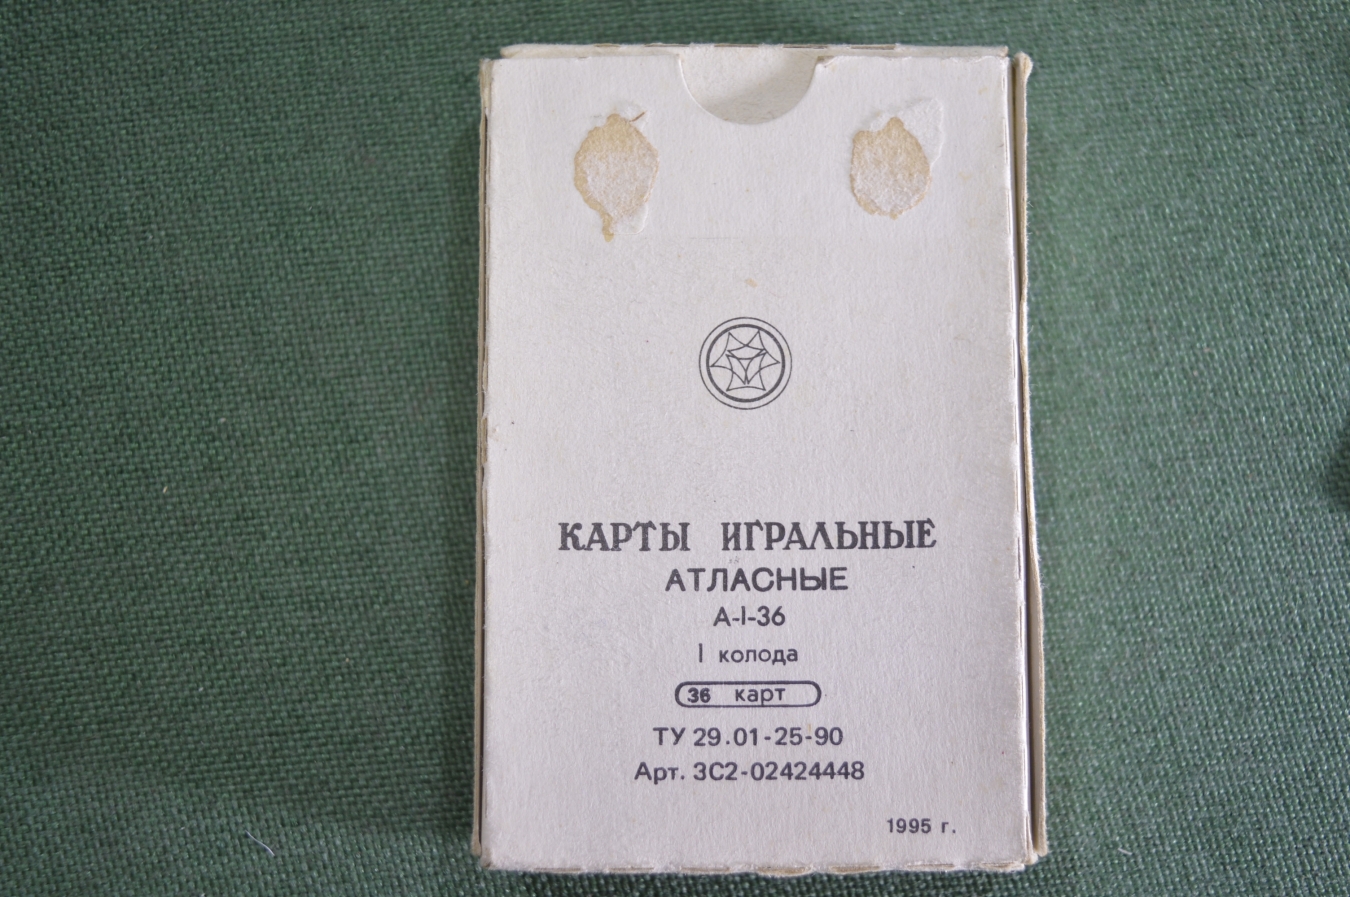 КАРТЫ ИГРАЛЬНЫЕ
АТЛАСНЫЕ
А-I-36
I колода
36 карт
ТУ 29.01-25-90
Арт. 3С2-02424448
1995 г.